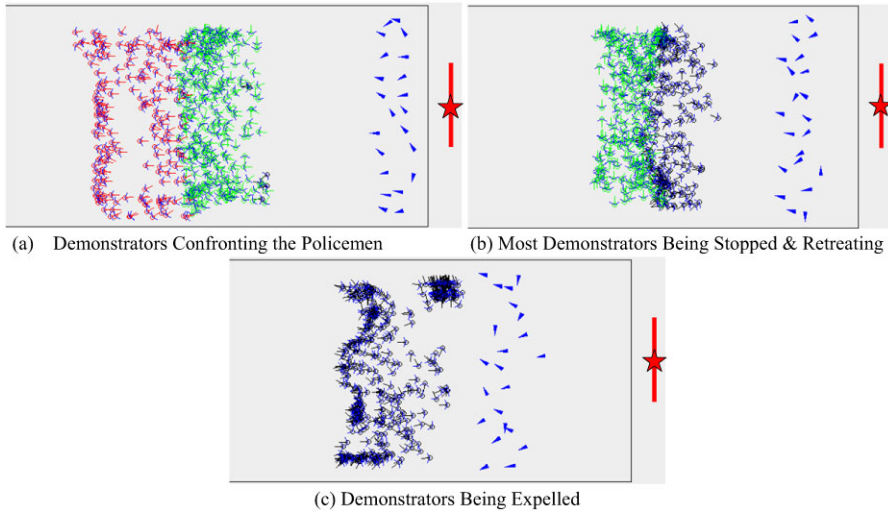 (a) Demonstrators Confronting the Policemen
(b) Most Demonstrators Being Stopped & Retreating
(c) Demonstrators Being Expelled